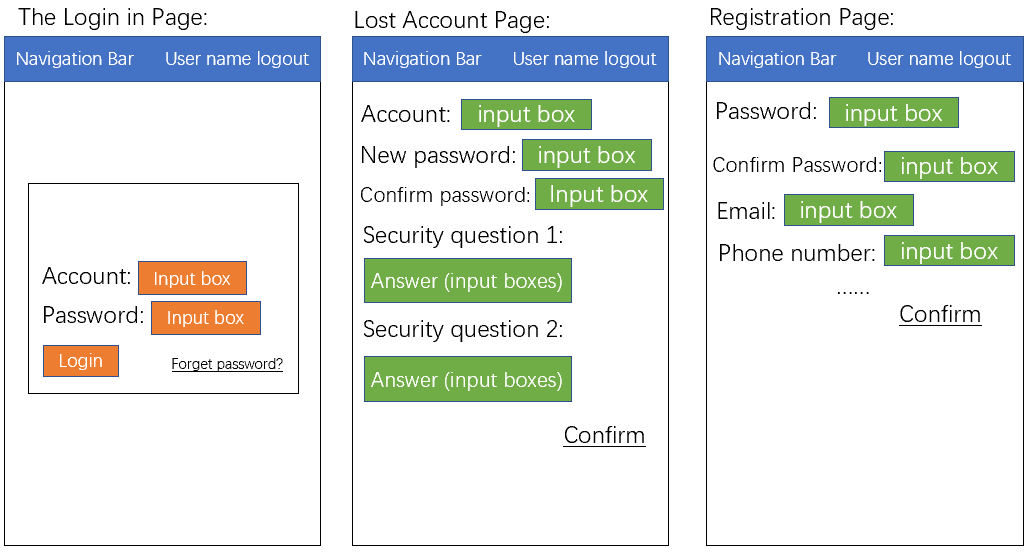 The Login in Page:
Navigation Bar User name logout
Account: Input box
Password: Input box
Login Forget password?
Lost Account Page:
Navigation Bar User name logout
Account: input box
New password: input box
Confirm password: Input box
Security question 1:
Answer (input boxes)
Security question 2:
Answer (input boxes)
Confirm
Registration Page:
Navigation Bar User name logout
Password: input box
Confirm Password: input box
Email: input box
Phone number: input box
......
Confirm